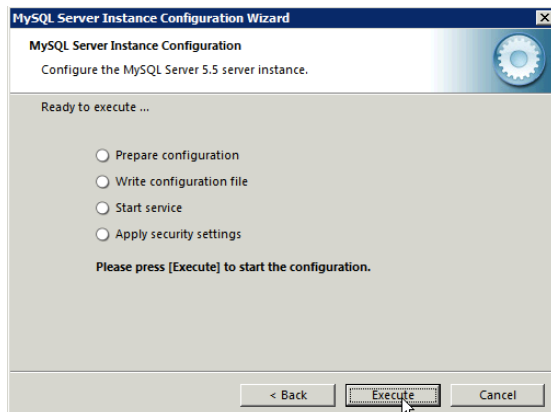 MySQL Server Instance Configuration Wizard
MySQL Server Instance Configuration
Configure the MySQL Server 5.5 server instance.
Ready to execute ...
Prepare configuration
Write configuration file
Start service
Apply security settings
Please press [Execute] to start the configuration.
< Back Execute Cancel